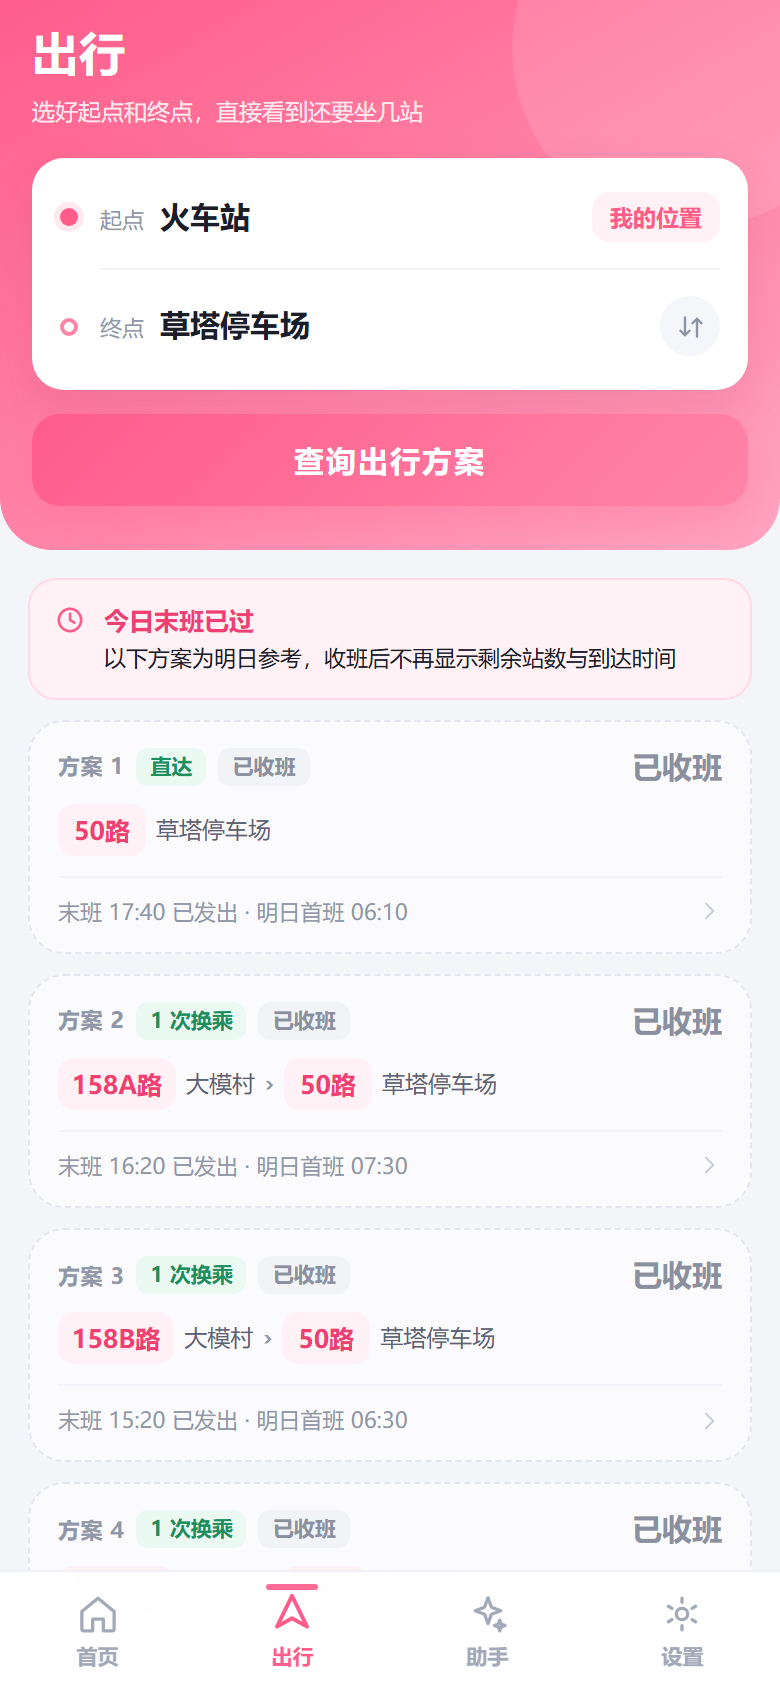 出行
选好起点和终点，直接看到还要坐几站
起点 火车站 我的位置
终点 草塔停车场
查询出行方案
今日末班已过
以下方案为明日参考，收班后不再显示剩余站数与到达时间
方案 1 直达 已收班 已收班
50路 草塔停车场
末班 17:40 已发出 · 明日首班 06:10
方案 2 1 次换乘 已收班 已收班
158A路 大模村 › 50路 草塔停车场
末班 16:20 已发出 · 明日首班 07:30
方案 3 1 次换乘 已收班 已收班
158B路 大模村 › 50路 草塔停车场
末班 15:20 已发出 · 明日首班 06:30
方案 4 1 次换乘 已收班 已收班
首页 出行 助手 设置